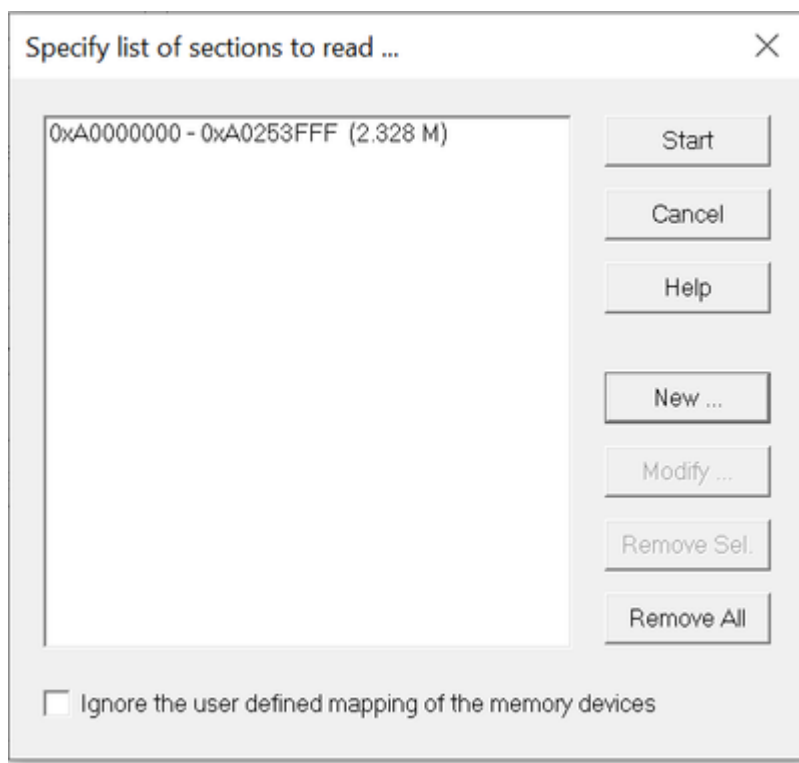 Specify list of sections to read ...
0xA0000000 - 0xA0253FFF (2.328 M)
Start
Cancel
Help
New ...
Modify ...
Remove Sel.
Remove All
Ignore the user defined mapping of the memory devices